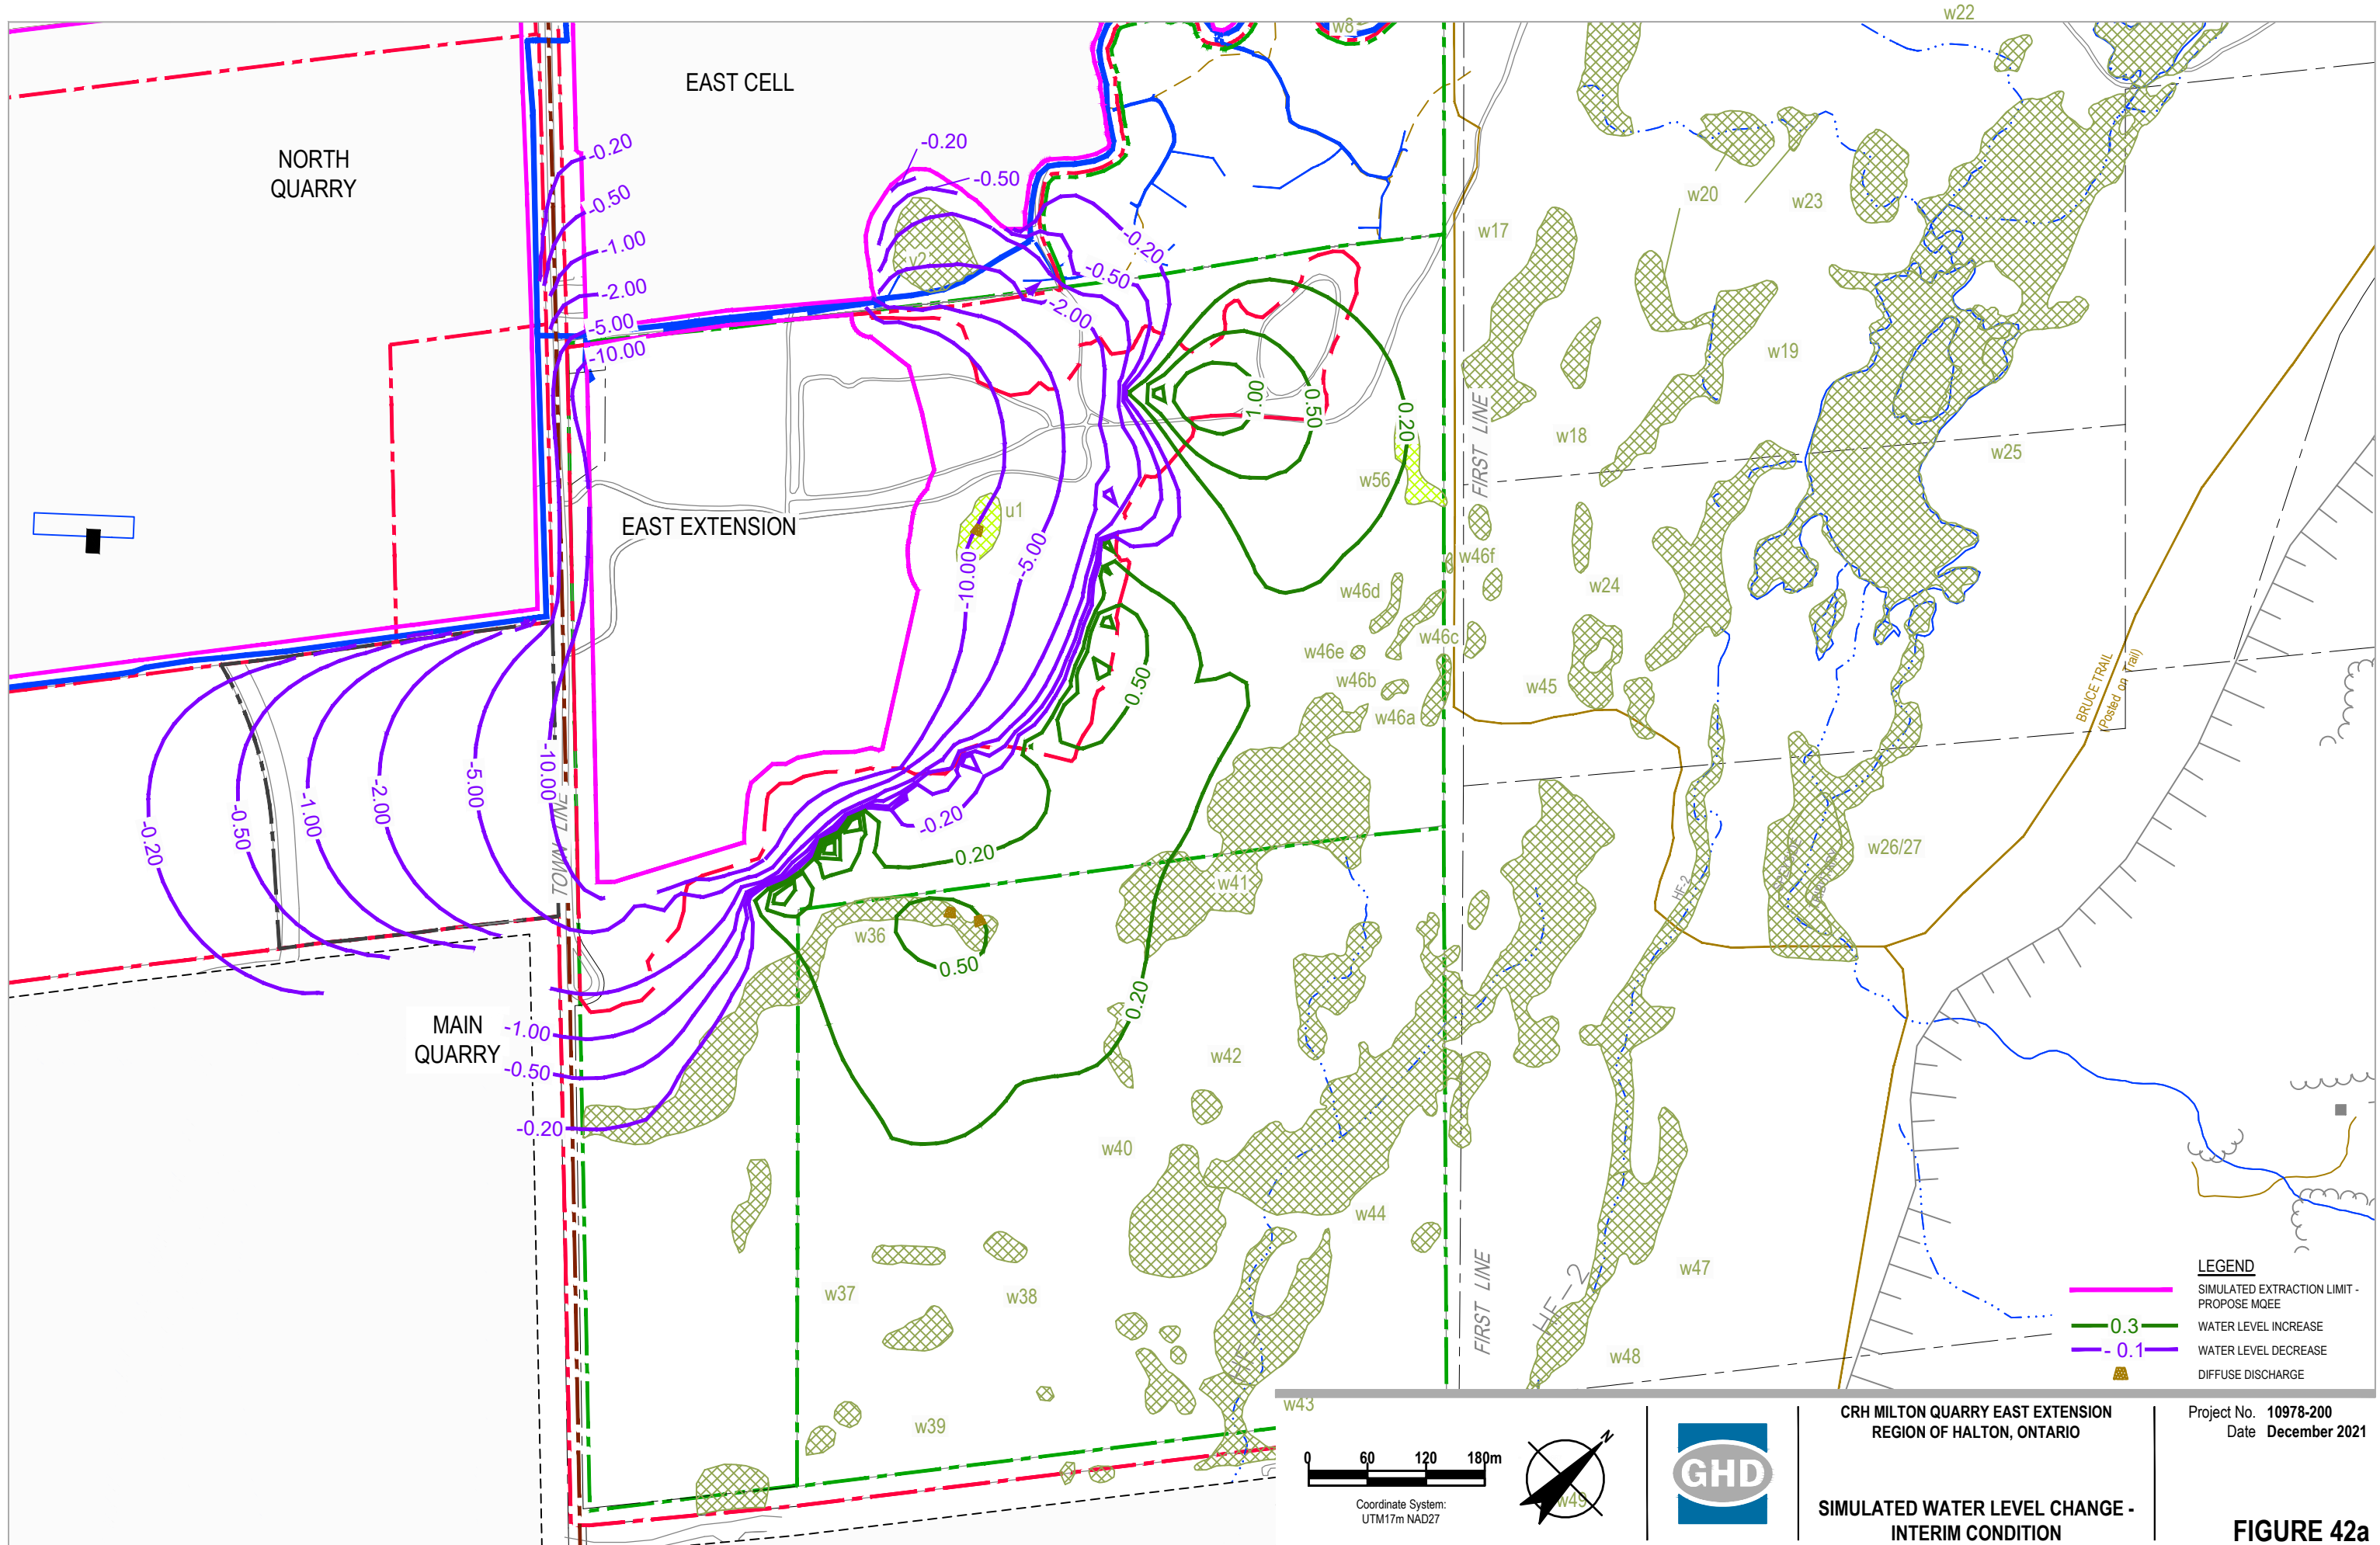 w22
w8
EAST CELL
NORTH
QUARRY
-0.20
-0.20
-0.50
-0.50
w20
w23
w17
-1.00
-0.20
v2
-0.50
-2.00
-2.00
-5.00
-10.00
w19
1.00
0.50
0.20
FIRST LINE
w18
w25
w56
u1
EAST EXTENSION
-10.00
-5.00
w46f
w46d
w24
w46c
w46e
w46b
w46a
w45
0.50
BRUCE TRAIL
(Posted on Trail)
-0.20
-0.50
-1.00
-2.00
-5.00
-10.00
TOWN LINE
-0.20
0.20
w26/27
HF-2
w41
w36
0.50
0.20
MAIN
QUARRY
-1.00
-0.50
-0.20
w42
w40
w44
w47
w37
w38
FIRST LINE
HF-2
w48
w39
w43
LEGEND
SIMULATED EXTRACTION LIMIT -
PROPOSE MQEE
0.3 WATER LEVEL INCREASE
- 0.1 WATER LEVEL DECREASE
DIFFUSE DISCHARGE
0 60 120 180m
Coordinate System:
UTM17m NAD27
N
w49
GHD
CRH MILTON QUARRY EAST EXTENSION
REGION OF HALTON, ONTARIO
SIMULATED WATER LEVEL CHANGE -
INTERIM CONDITION
Project No. 10978-200
Date December 2021
FIGURE 42a